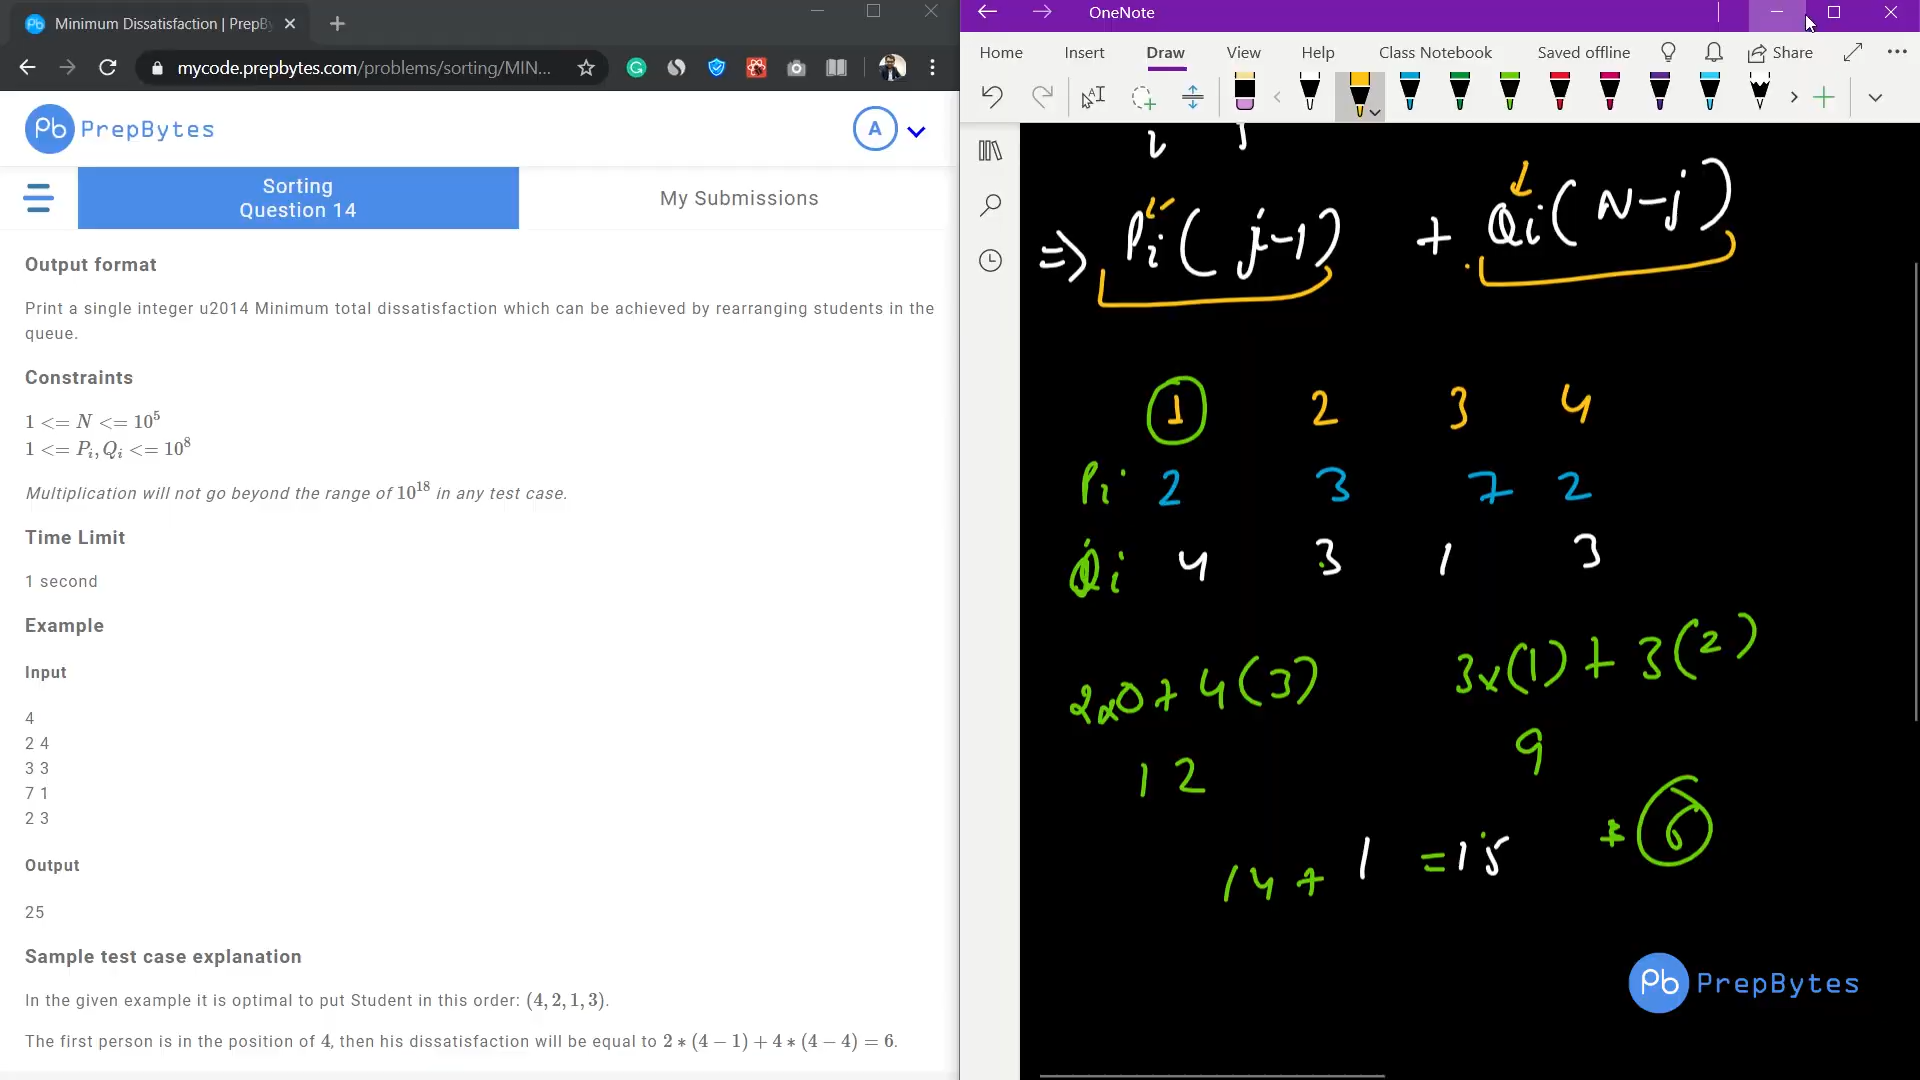 Minimum Dissatisfaction | PrepB
mycode.prepbytes.com/problems/sorting/MIN...
Pb PrepBytes
A
Sorting
Question 14
My Submissions
Output format
Print a single integer u2014 Minimum total dissatisfaction which can be achieved by rearranging students in the
queue.
Constraints
1 <= N <= 10^5
1 <= P_i, Q_i <= 10^8
Multiplication will not go beyond the range of 10^18 in any test case.
Time Limit
1 second
Example
Input
4
2 4
3 3
7 1
2 3
Output
25
Sample test case explanation
In the given example it is optimal to put Student in this order: (4, 2, 1, 3).
The first person is in the position of 4, then his dissatisfaction will be equal to 2 * (4 − 1) + 4 * (4 − 4) = 6.
OneNote
Home Insert Draw View Help Class Notebook Saved offline Share
i j
=> Pi(j-1) + Qi(N-j)
1 2 3 4
Pi 2 3 7 2
Qi 4 3 1 3
2x0+4(3) 3x(1)+3(2)
12 9
14+1=15 * 6
Pb PrepBytes